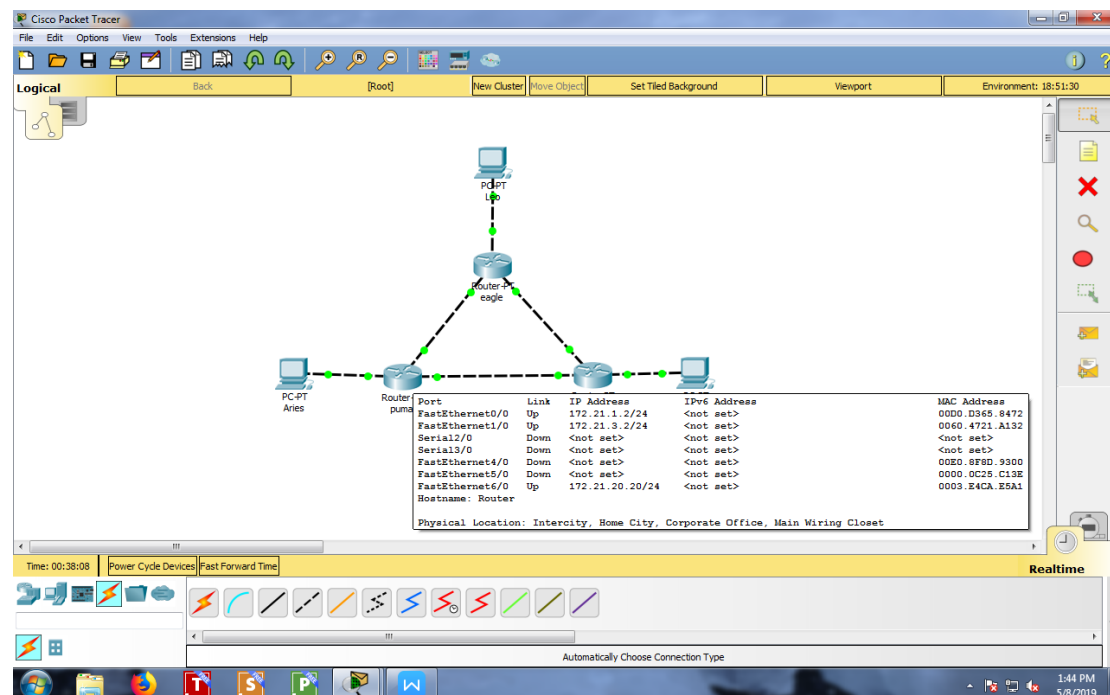 Cisco Packet Tracer
File Edit Options View Tools Extensions Help
Logical Back [Root] New Cluster Move Object Set Tiled Background Viewport Environment: 18:51:30
PC-PT
Leo
Router-PT
eagle
PC-PT
Aries
Router-
puma
Port Link IP Address IPv6 Address MAC Address
FastEthernet0/0 Up 172.21.1.2/24 <not set> 00D0.D365.8472
FastEthernet1/0 Up 172.21.3.2/24 <not set> 0060.4721.A132
Serial2/0 Down <not set> <not set> <not set>
Serial3/0 Down <not set> <not set> <not set>
FastEthernet4/0 Down <not set> <not set> 00E0.8F8D.9300
FastEthernet5/0 Down <not set> <not set> 0000.0C25.C13E
FastEthernet6/0 Up 172.21.20.20/24 <not set> 0003.E4CA.E5A1
Hostname: Router
Physical Location: Intercity, Home City, Corporate Office, Main Wiring Closet
Time: 00:38:08 Power Cycle Devices Fast Forward Time Realtime
Automatically Choose Connection Type
1:44 PM
5/8/2019